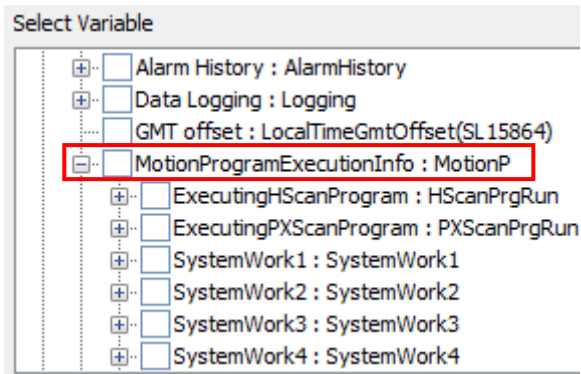 Select Variable
Alarm History : AlarmHistory
Data Logging : Logging
GMT offset : LocalTimeGmtOffset(SL15864)
MotionProgramExecutionInfo : MotionP
ExecutingHScanProgram : HScanPrgRun
ExecutingPXScanProgram : PXScanPrgRun
SystemWork1 : SystemWork1
SystemWork2 : SystemWork2
SystemWork3 : SystemWork3
SystemWork4 : SystemWork4